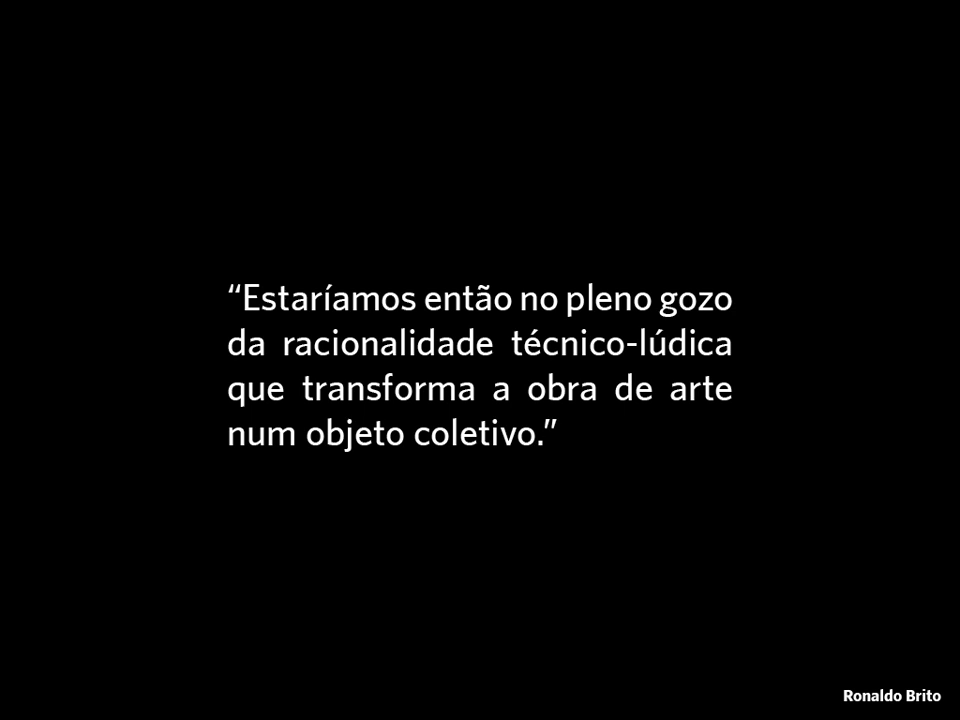 “Estaríamos então no pleno gozo
da racionalidade técnico-lúdica
que transforma a obra de arte
num objeto coletivo.”
Ronaldo Brito